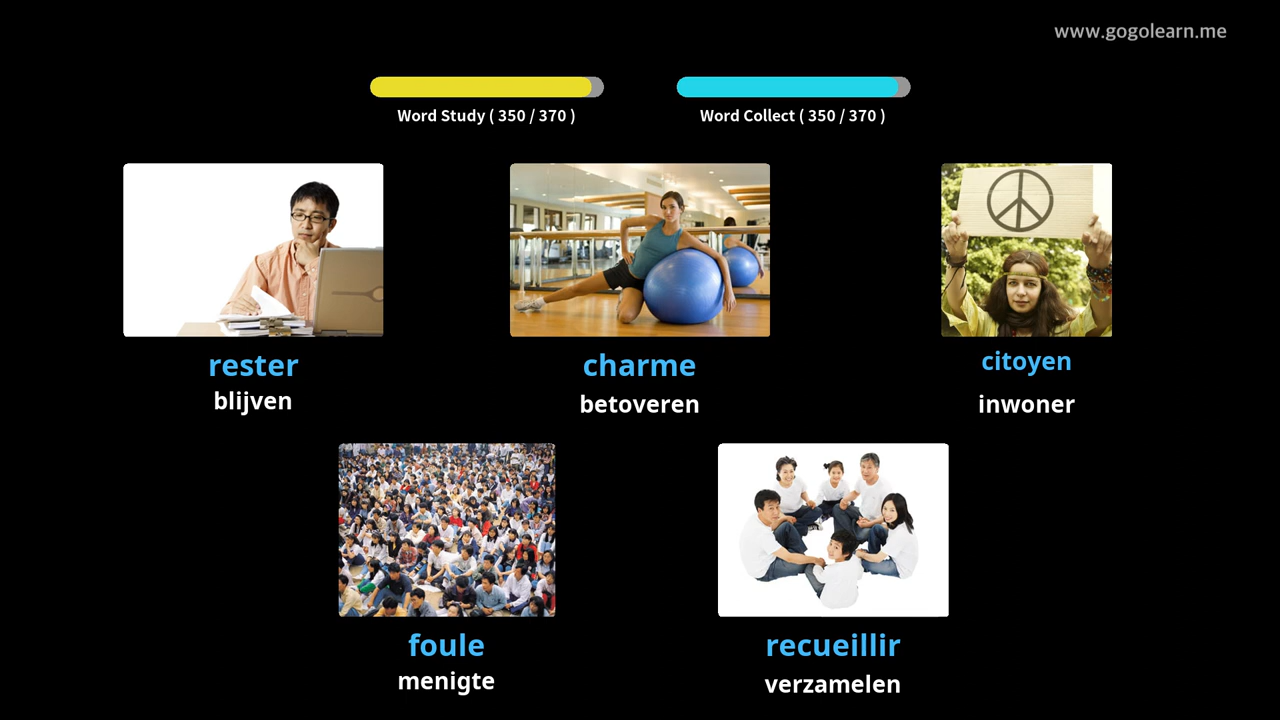 www.gogolearn.me
Word Study ( 350 / 370 )
Word Collect ( 350 / 370 )
rester
blijven
charme
betoveren
citoyen
inwoner
foule
menigte
recueillir
verzamelen